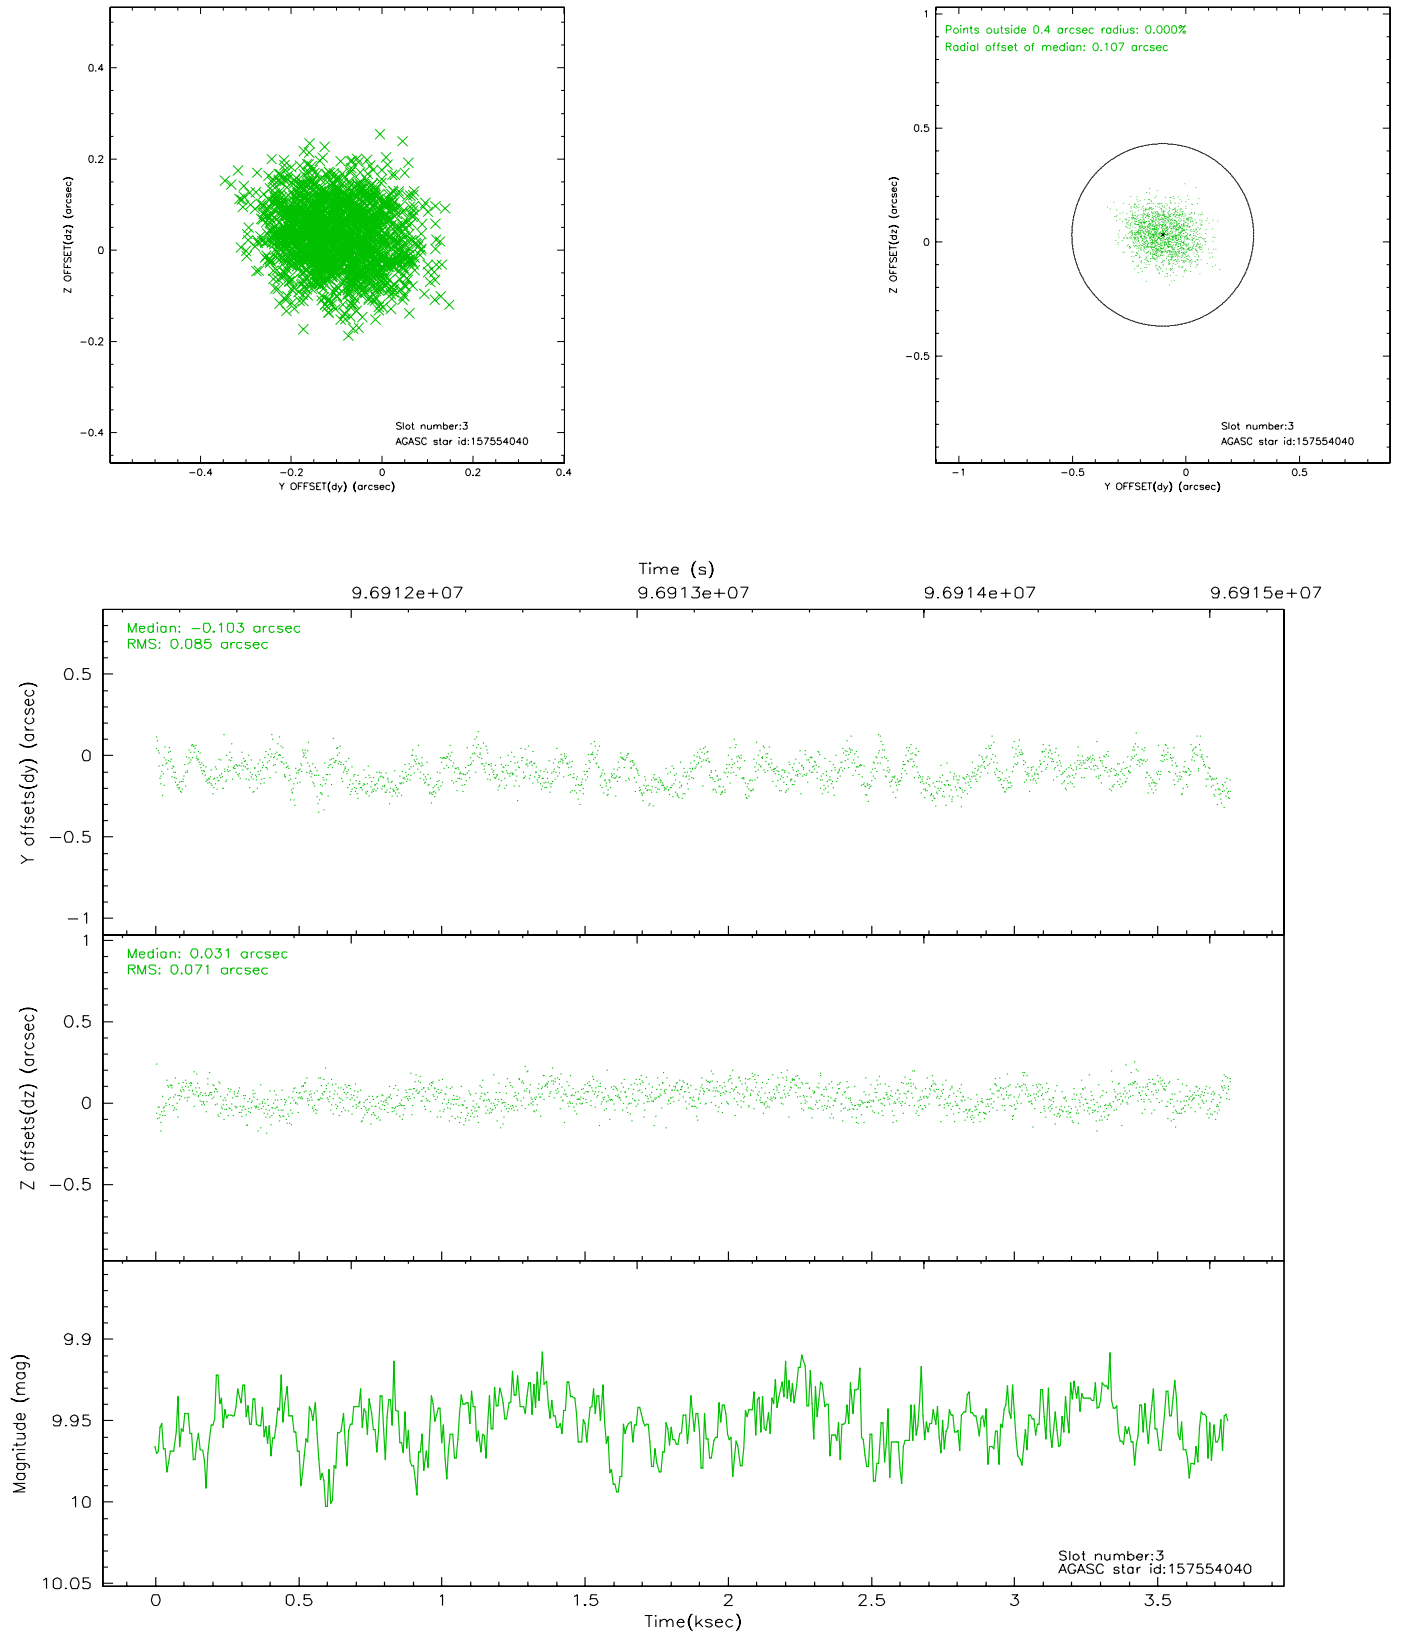 0.4
0.2
0
−0.2
−0.4
Z OFFSET(dz) (arcsec)
Slot number:3
AGASC star id:157554040
−0.4 −0.2 0 0.2 0.4
Y OFFSET(dy) (arcsec)
Points outside 0.4 arcsec radius: 0.000%
Radial offset of median: 0.107 arcsec
1
0.5
0
−0.5
Z OFFSET(dz) (arcsec)
Slot number:3
AGASC star id:157554040
−1 −0.5 0 0.5
Y OFFSET(dy) (arcsec)
Time (s)
9.6912e+07 9.6913e+07 9.6914e+07 9.6915e+07
Median: −0.103 arcsec
RMS: 0.085 arcsec
0.5
0
−0.5
−1
Y offsets(dy) (arcsec)
Median: 0.031 arcsec
RMS: 0.071 arcsec
1
0.5
0
−0.5
Z offsets(dz) (arcsec)
9.9
9.95
10
10.05
Magnitude (mag)
Slot number:3
AGASC star id:157554040
0 0.5 1 1.5 2 2.5 3 3.5
Time(ksec)